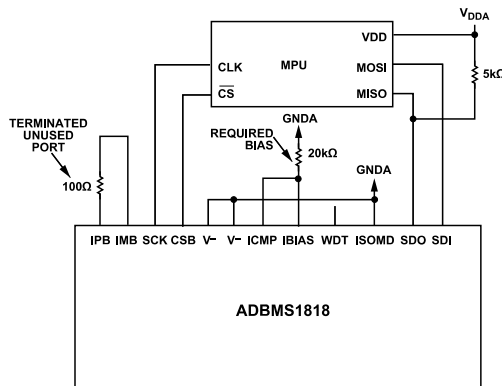 VDDA
VDD
CLK
MPU
MOSI
5kΩ
CS
MISO
TERMINATED
UNUSED
PORT
GNDA
REQUIRED
BIAS
20kΩ
GNDA
100Ω
IPB IMB SCK CSB V– V– ICMP IBIAS WDT ISOMD SDO SDI
ADBMS1818